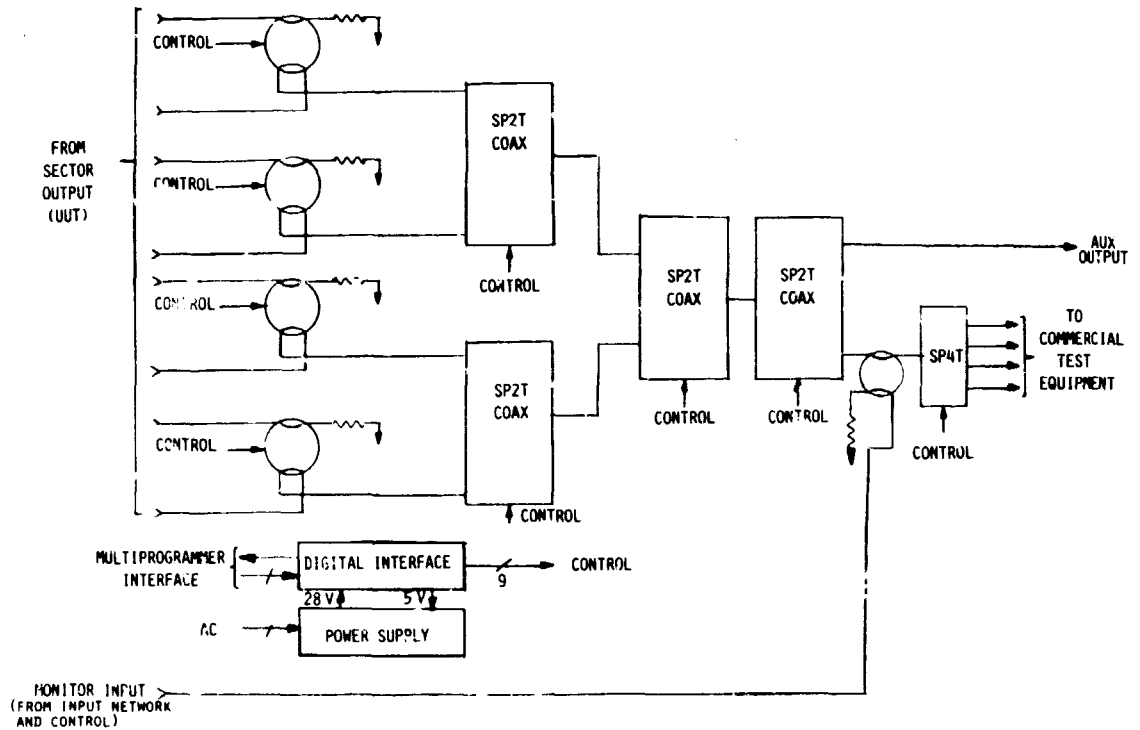 CONTROL
CONTROL
CONTROL
CONTROL
FROM
SECTOR
OUTPUT
(UUT)
SP2T
COAX
CONTROL
SP2T
COAX
CONTROL
SP2T
COAX
CONTROL
SP2T
COAX
CONTROL
AUX
OUTPUT
SP4T
CONTROL
TO
COMMERCIAL
TEST
EQUIPMENT
MULTIPROGRAMMER
INTERFACE
DIGITAL INTERFACE
9
CONTROL
28 V
5 V
AC
POWER SUPPLY
MONITOR INPUT
(FROM INPUT NETWORK
AND CONTROL)